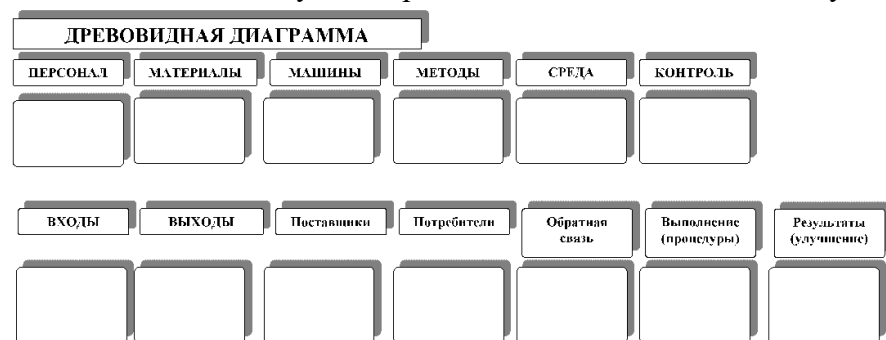 ДРЕВОВИДНАЯ ДИАГРАММА
ПЕРСОНАЛ МАТЕРИАЛЫ МАШИНЫ МЕТОДЫ СРЕДА КОНТРОЛЬ
ВХОДЫ ВЫХОДЫ Поставщики Потребители Обратная связь Выполнение (процедуры) Результаты (улучшение)